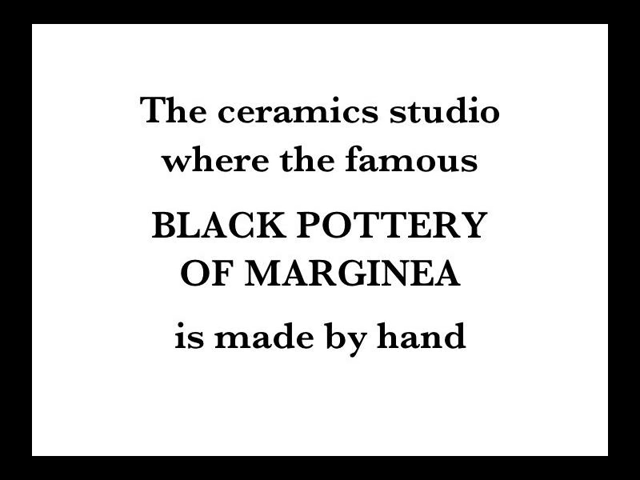 The ceramics studio
where the famous
BLACK POTTERY
OF MARGINEA
is made by hand